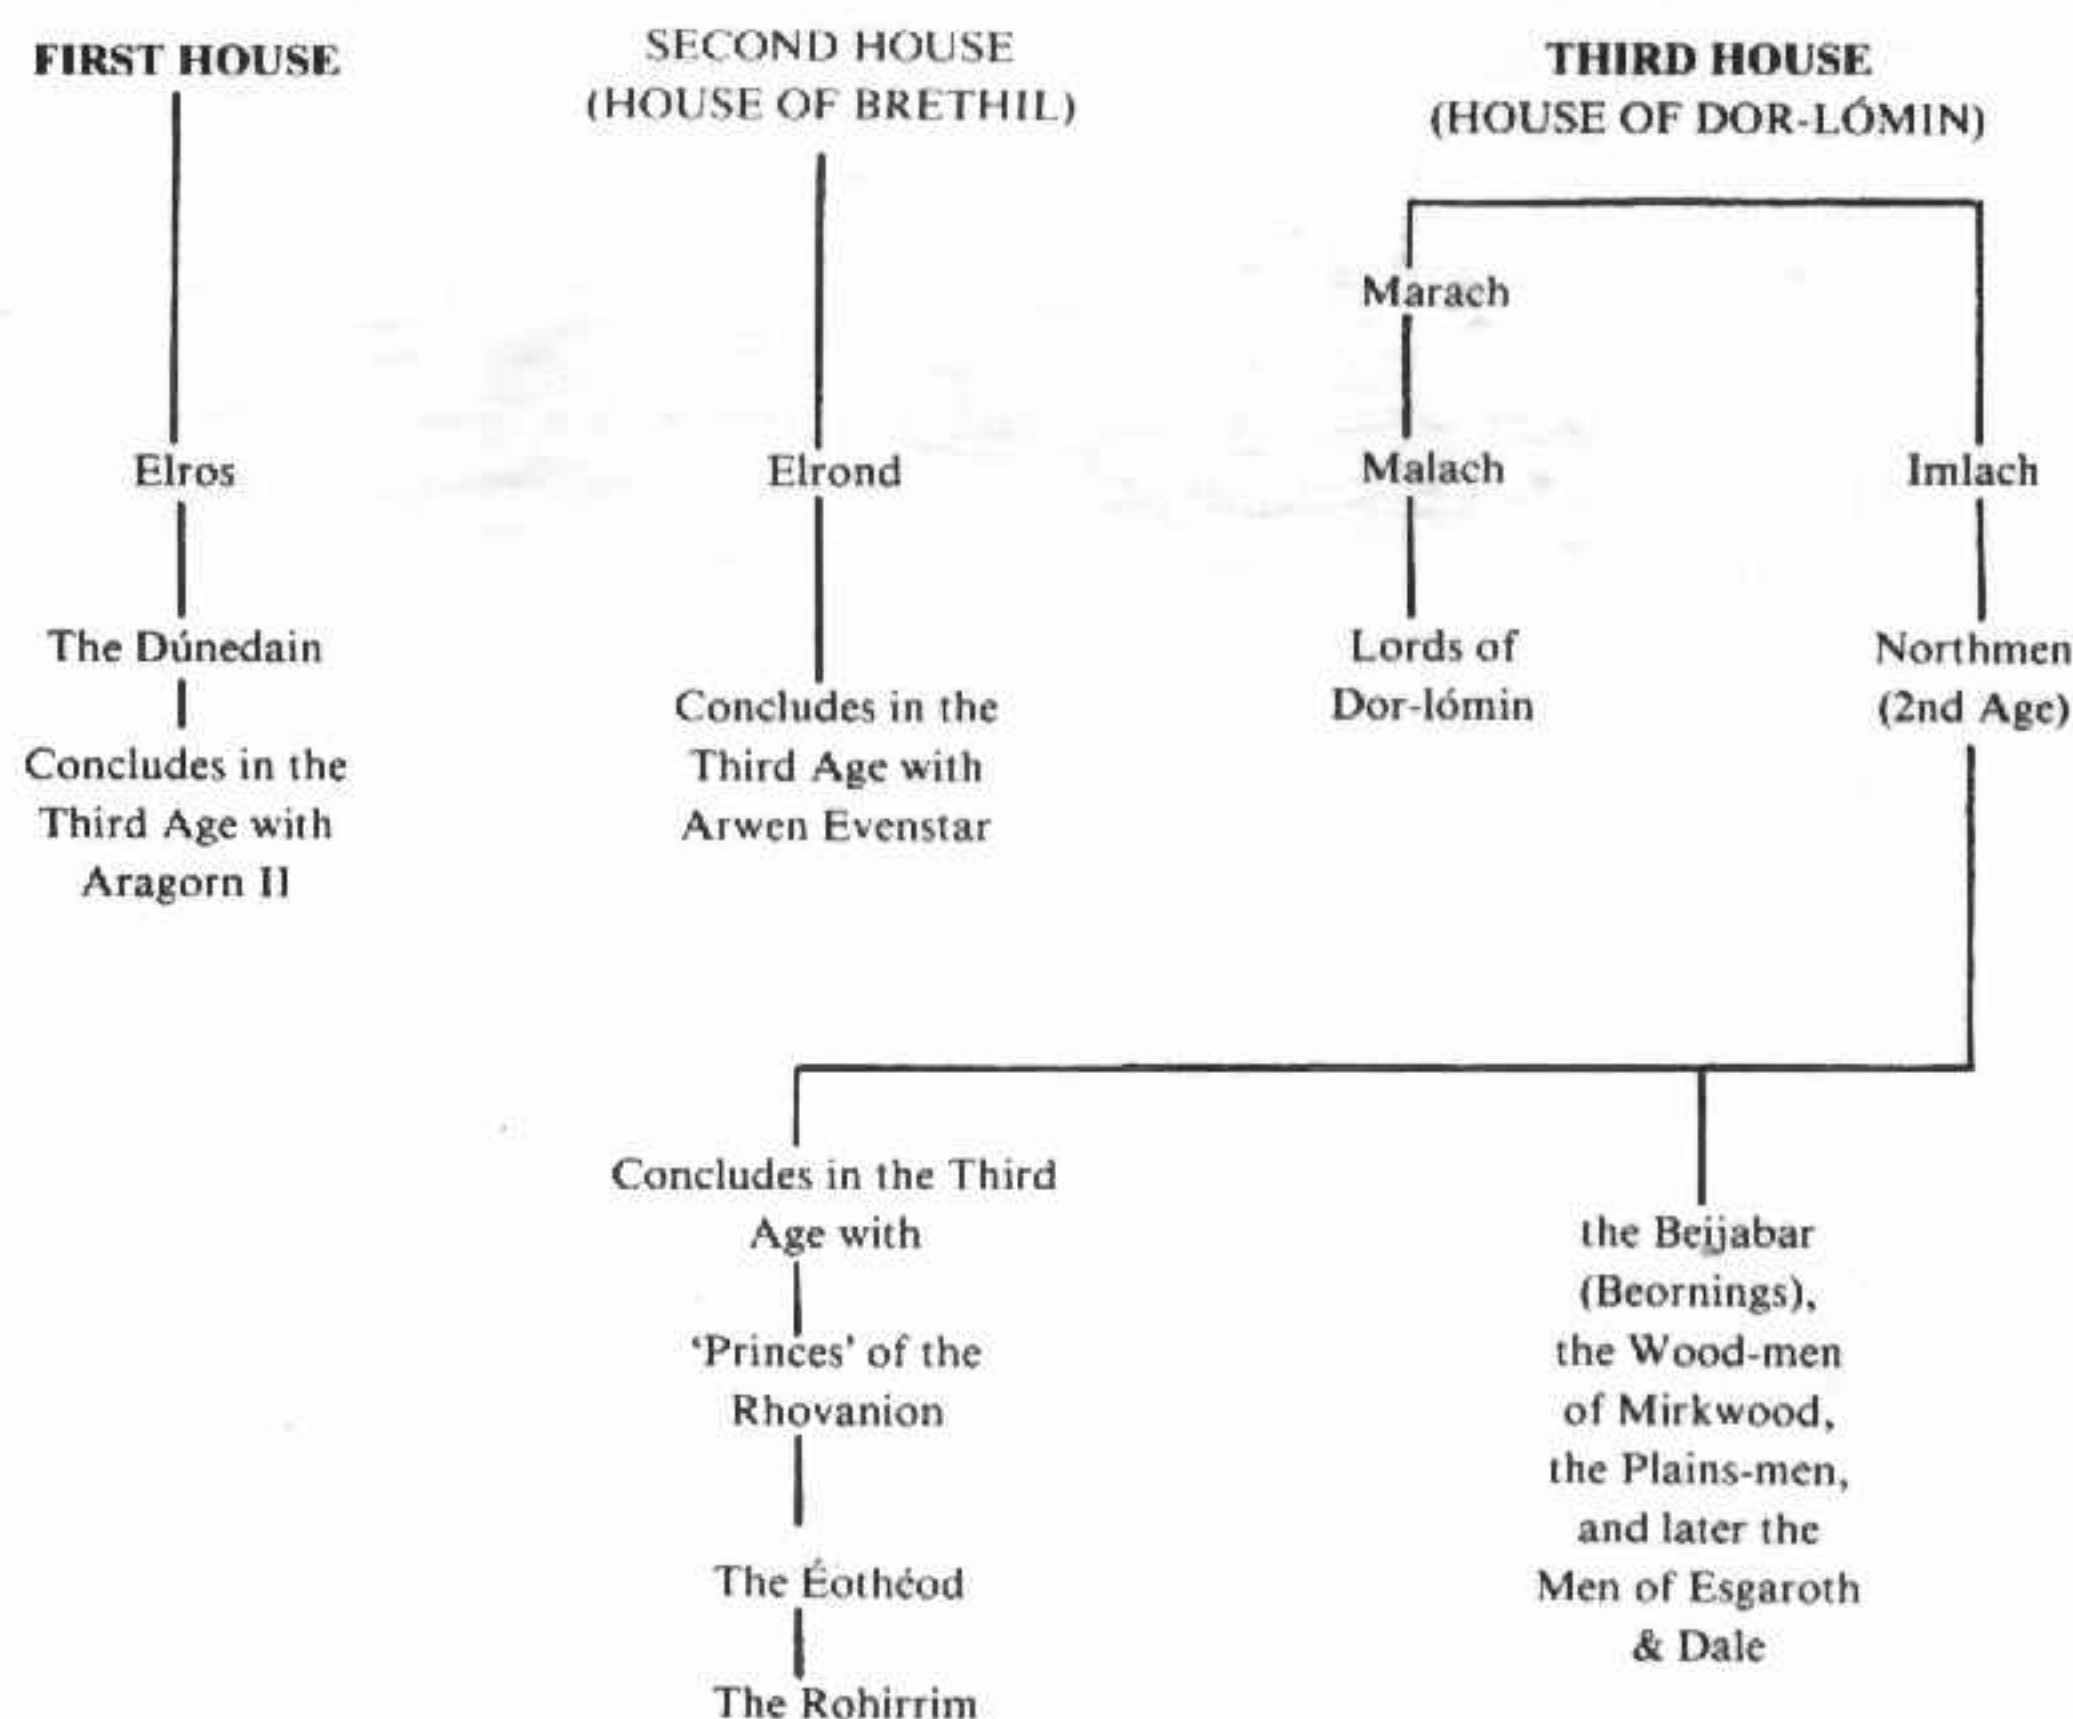 FIRST HOUSE
Elros
The Dúnedain
Concludes in the
Third Age with
Aragorn II
SECOND HOUSE
(HOUSE OF BRETHIL)
Elrond
Concludes in the
Third Age with
Arwen Evenstar
THIRD HOUSE
(HOUSE OF DOR-LÓMIN)
Marach
Malach
Lords of
Dor-lómin
Imlach
Northmen
(2nd Age)
Concludes in the Third
Age with
‘Princes’ of the
Rhovanion
The Éothéod
The Rohirrim
the Beijabar
(Beornings),
the Wood-men
of Mirkwood,
the Plains-men,
and later the
Men of Esgaroth
& Dale